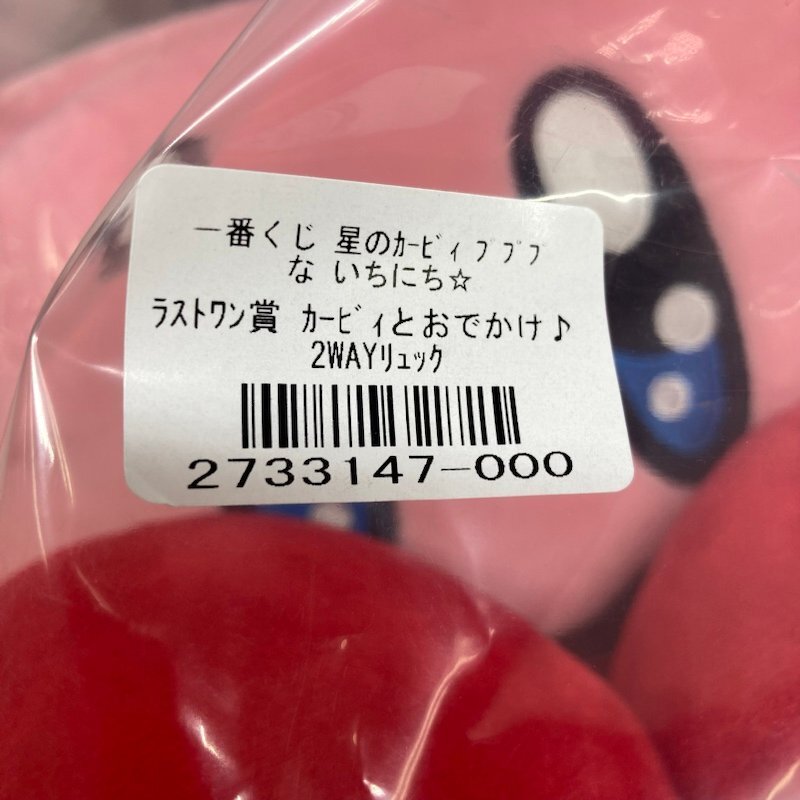 一番くじ 星のｶｰﾋﾞｨ ﾌﾟﾌﾟﾌﾟ
な いちにち☆
ﾗｽﾄﾜﾝ賞 ｶｰﾋﾞｨとおでかけ♪
2WAYﾘｭｯｸ
2733147-000